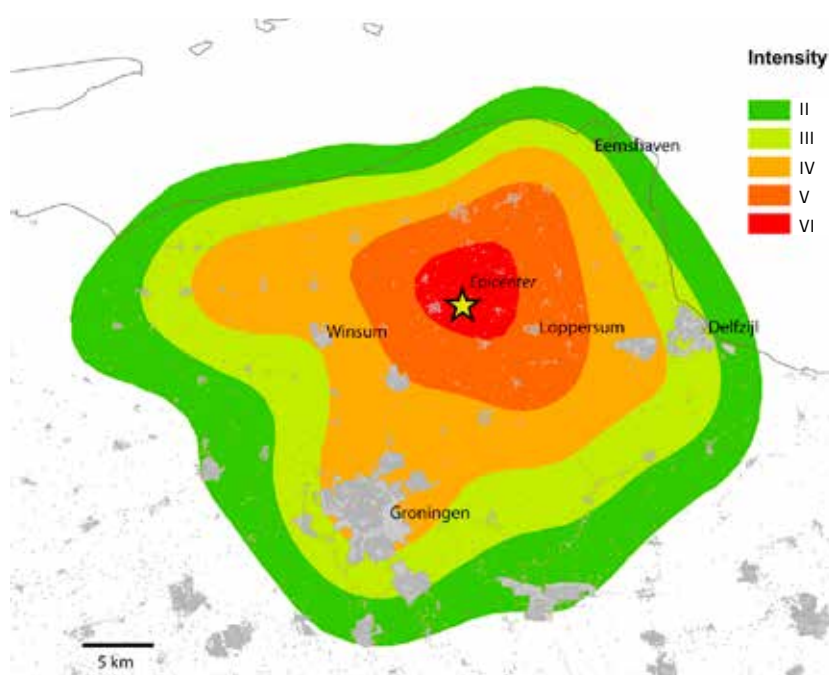 Intensity
II
III
IV
V
VI
Eemshaven
Epicenter
Winsum
Loppersum
Delfzijl
Groningen
5 km